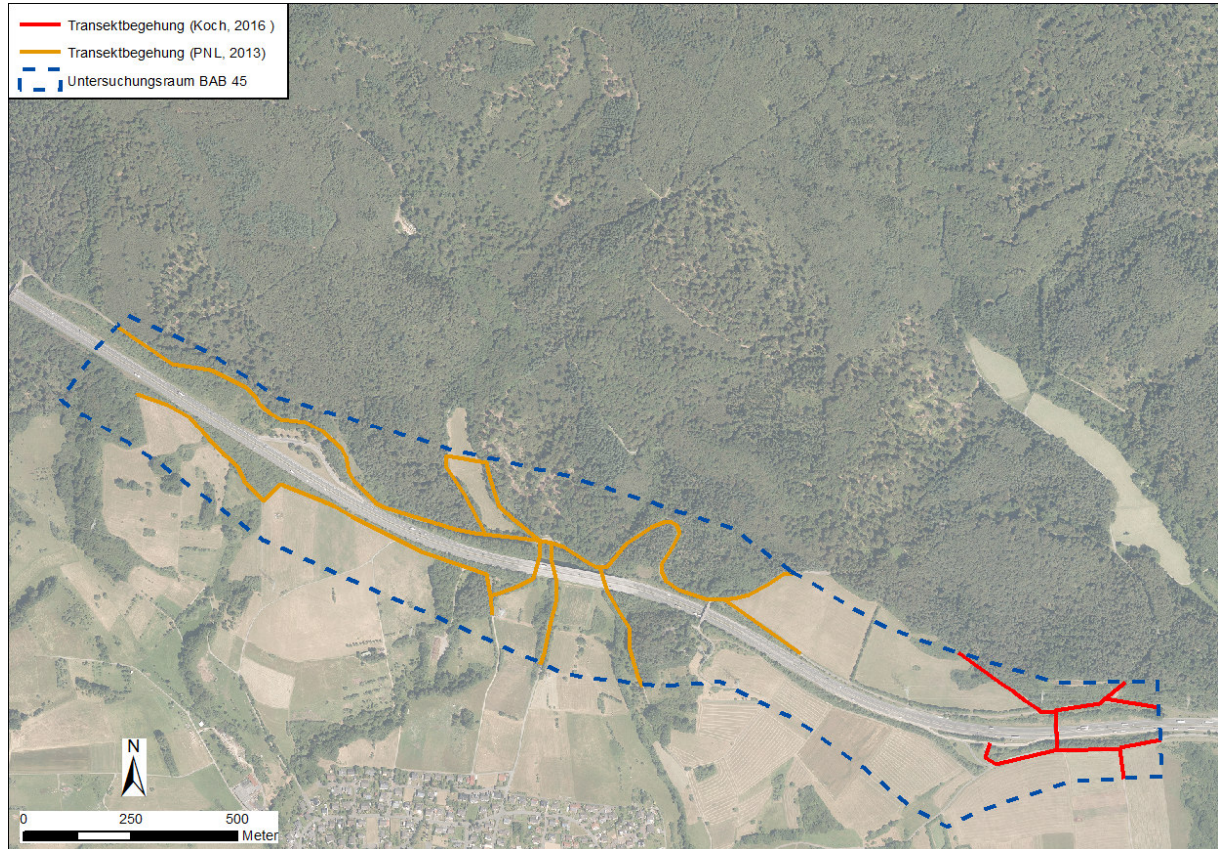 Transektbegehung (Koch, 2016 )
Transektbegehung (PNL, 2013)
Untersuchungsraum BAB 45
N
0 250 500
Meter